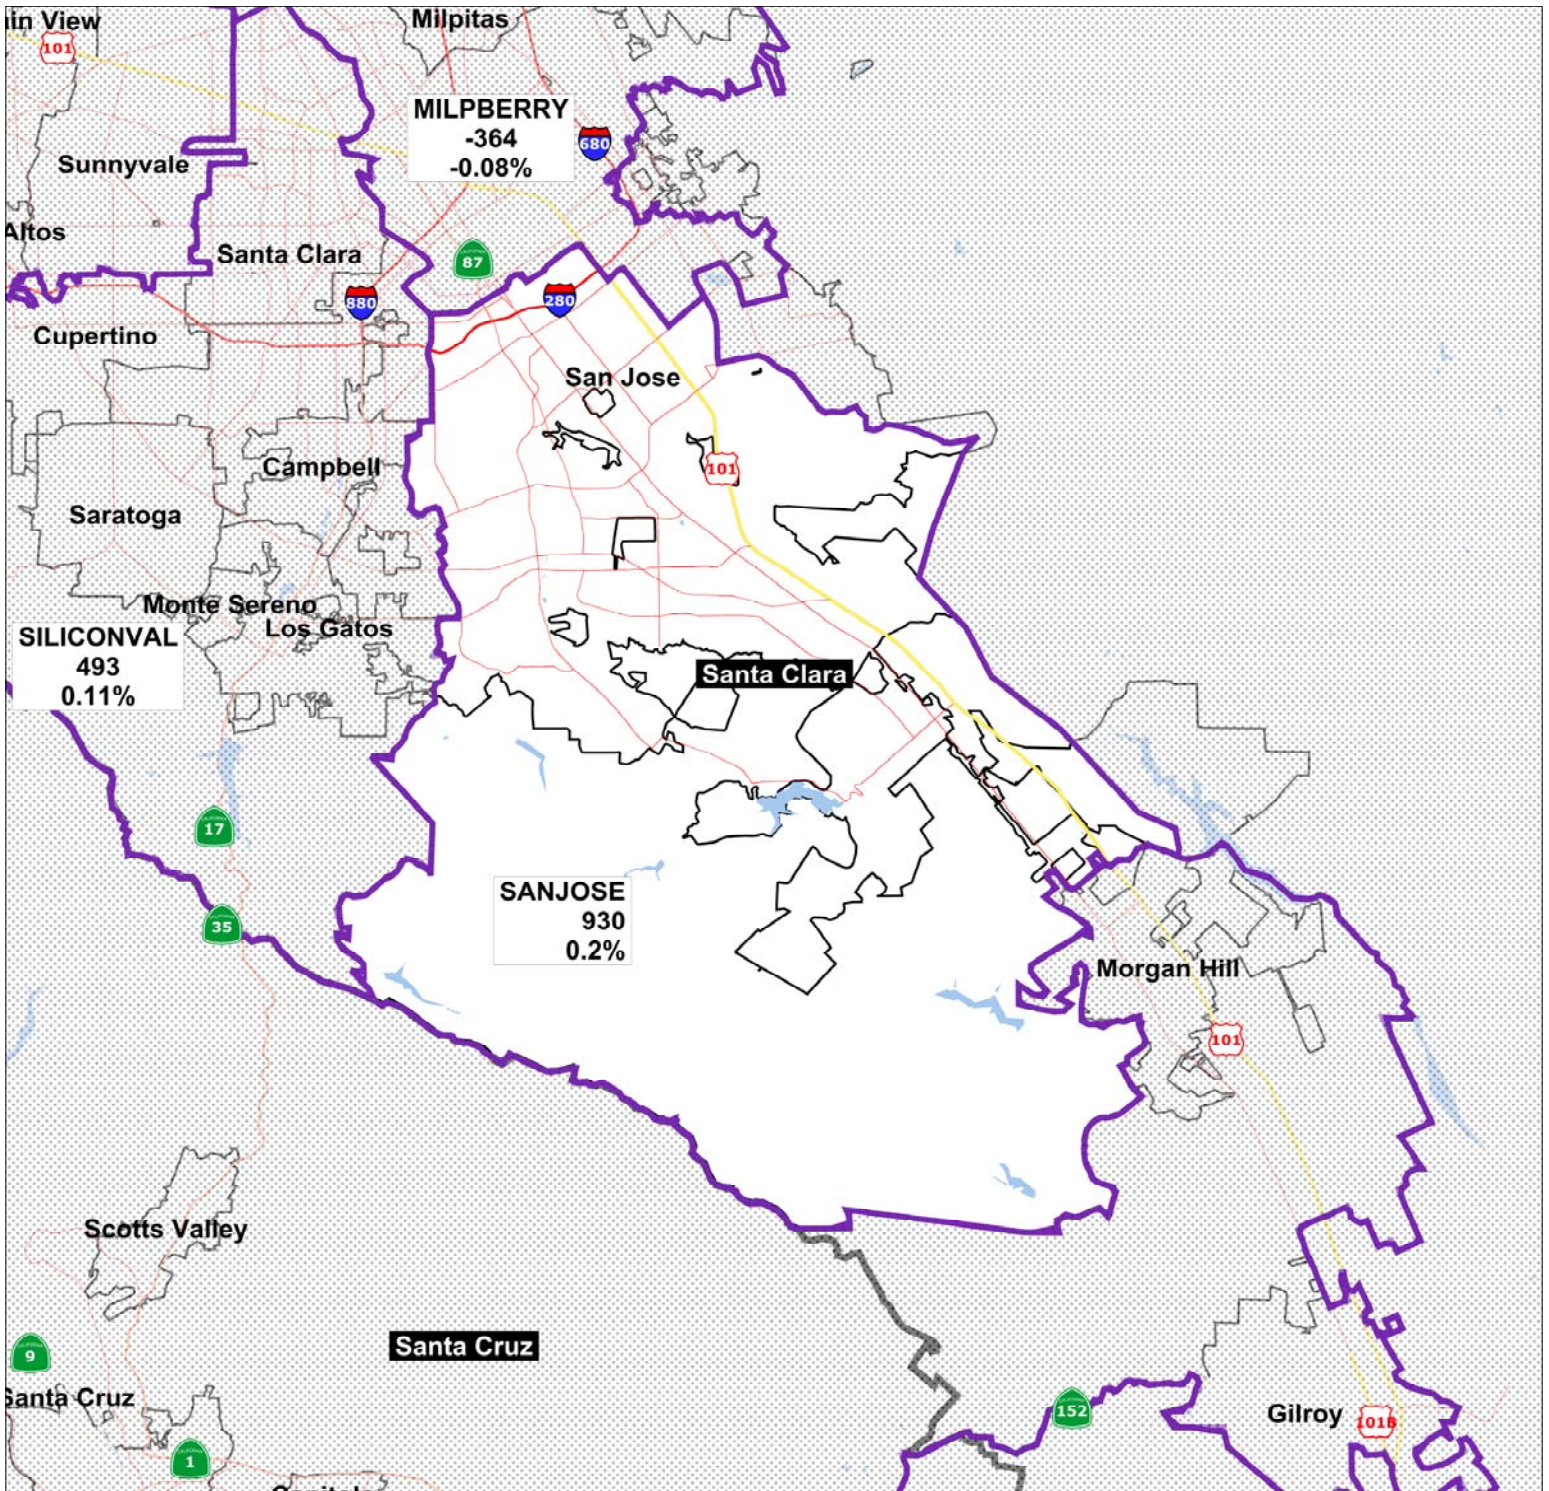 in View
Milpitas
101
MILPBERRY
-364
-0.08%
680
Sunnyvale
Altos
Santa Clara
87
880
280
Cupertino
San Jose
Campbell
101
Saratoga
Monte Sereno
Los Gatos
SILICONVAL
493
0.11%
Santa Clara
17
SANJOSE
930
0.2%
35
Morgan Hill
101
Scotts Valley
Santa Cruz
9
Santa Cruz
152
Gilroy
101B
1